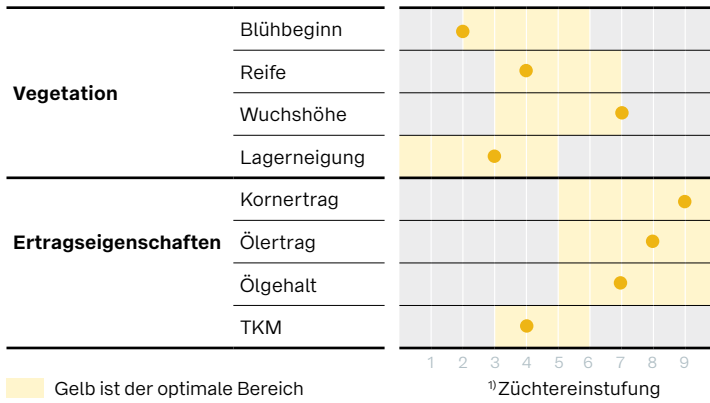 Blühbeginn
Reife
Vegetation
Wuchshöhe
Lagerneigung
Kornertrag
Ertragseigenschaften Ölertrag
Ölgehalt
TKM
1 2 3 4 5 6 7 8 9
Gelb ist der optimale Bereich
¹⁾Züchtereinstufung